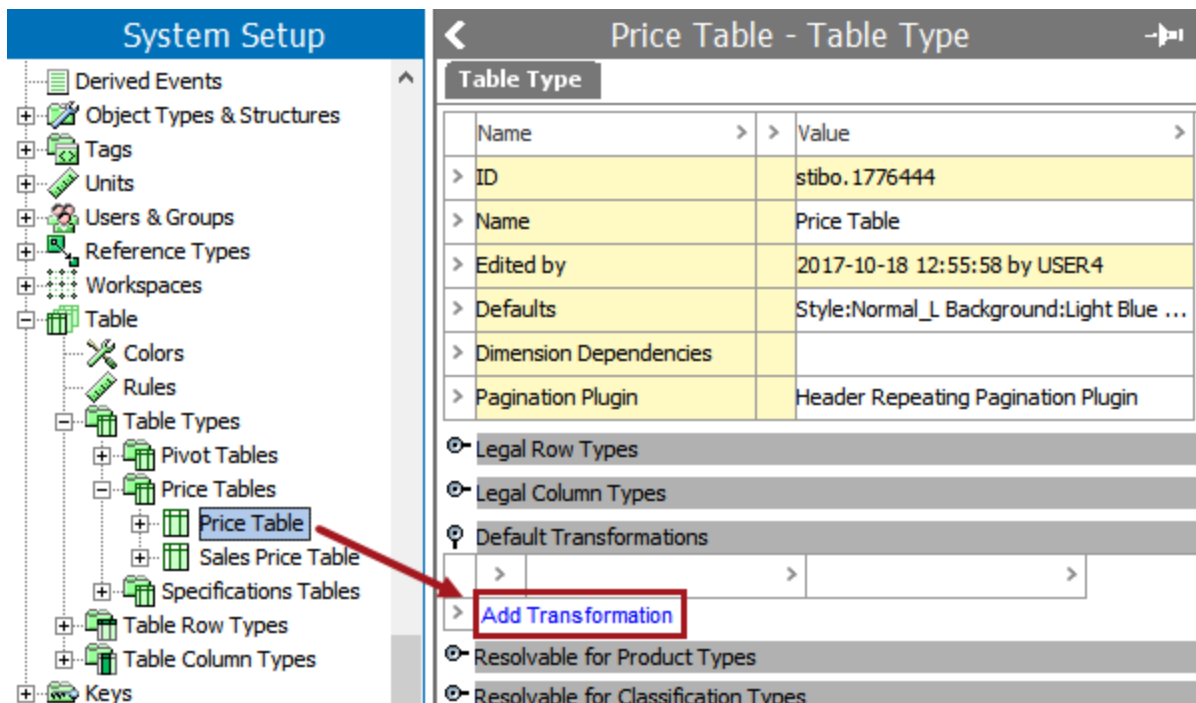 System Setup
Derived Events
Object Types & Structures
Tags
Units
Users & Groups
Reference Types
Workspaces
Table
Colors
Rules
Table Types
Pivot Tables
Price Tables
Price Table
Sales Price Table
Specifications Tables
Table Row Types
Table Column Types
Keys
Price Table - Table Type
Table Type
Name > > Value >
> ID stibo.1776444
> Name Price Table
> Edited by 2017-10-18 12:55:58 by USER4
> Defaults Style:Normal_L Background:Light Blue ...
> Dimension Dependencies
> Pagination Plugin Header Repeating Pagination Plugin
Legal Row Types
Legal Column Types
Default Transformations
> > >
> Add Transformation
Resolvable for Product Types
Resolvable for Classification Types